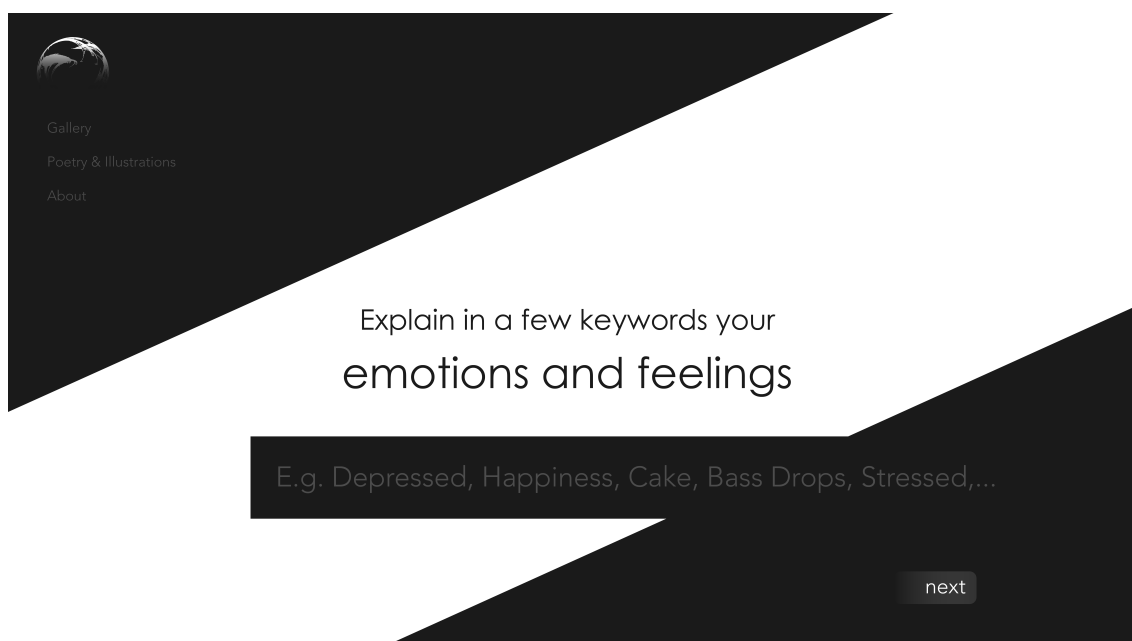 Gallery
Poetry & Illustrations
About
Explain in a few keywords your
emotions and feelings
E.g. Depressed, Happiness, Cake, Bass Drops, Stressed,...
next